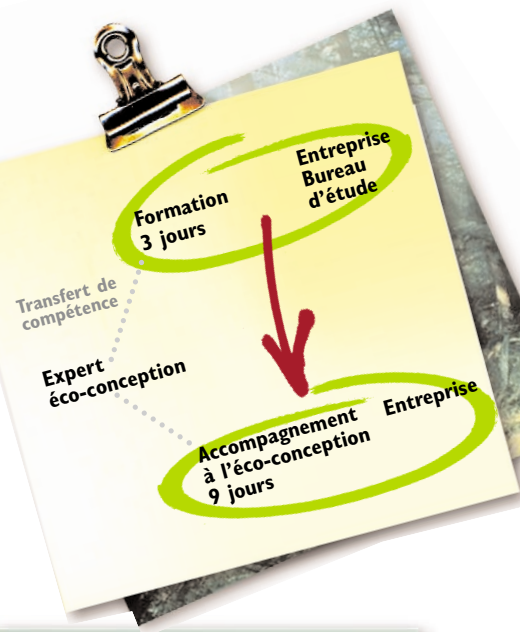 Entreprise
Bureau
d'étude
Formation
3 jours
Transfert de
compétence
Expert
éco-conception
Entreprise
Accompagnement
à l'éco-conception
9 jours